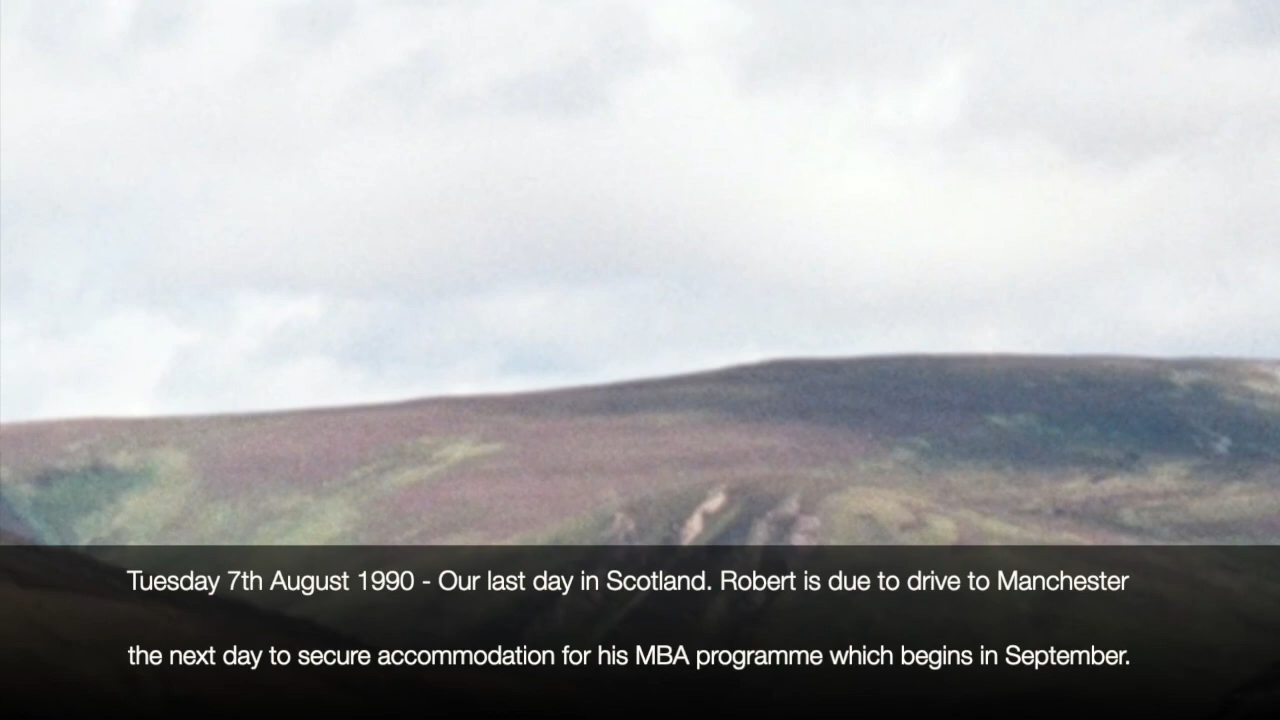 Tuesday 7th August 1990 - Our last day in Scotland. Robert is due to drive to Manchester
the next day to secure accommodation for his MBA programme which begins in September.